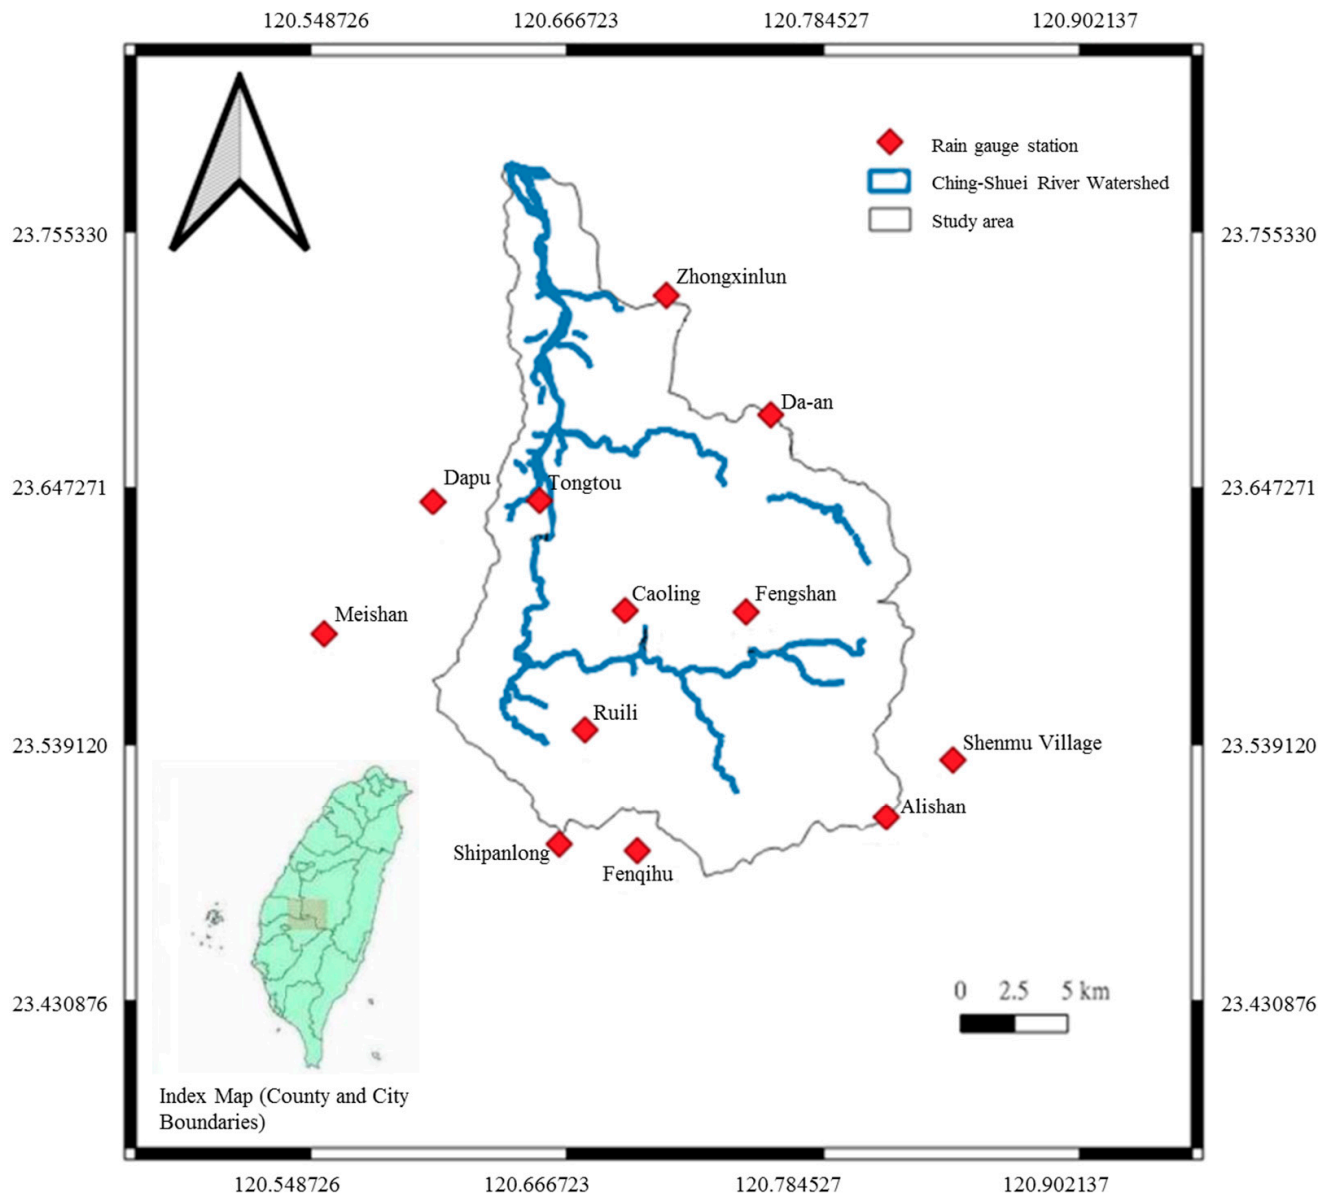 120.548726 120.666723 120.784527 120.902137
Rain gauge station
Ching-Shuei River Watershed
Study area
23.755330 23.755330
Zhongxinlun
Da-an
Dapu
Tongtou
23.647271 23.647271
Caoling
Fengshan
Meishan
Ruili
Shenmu Village
23.539120 23.539120
Alishan
Shipanlong
Fenqihu
0 2.5 5 km
23.430876 23.430876
Index Map (County and City
Boundaries)
120.548726 120.666723 120.784527 120.902137